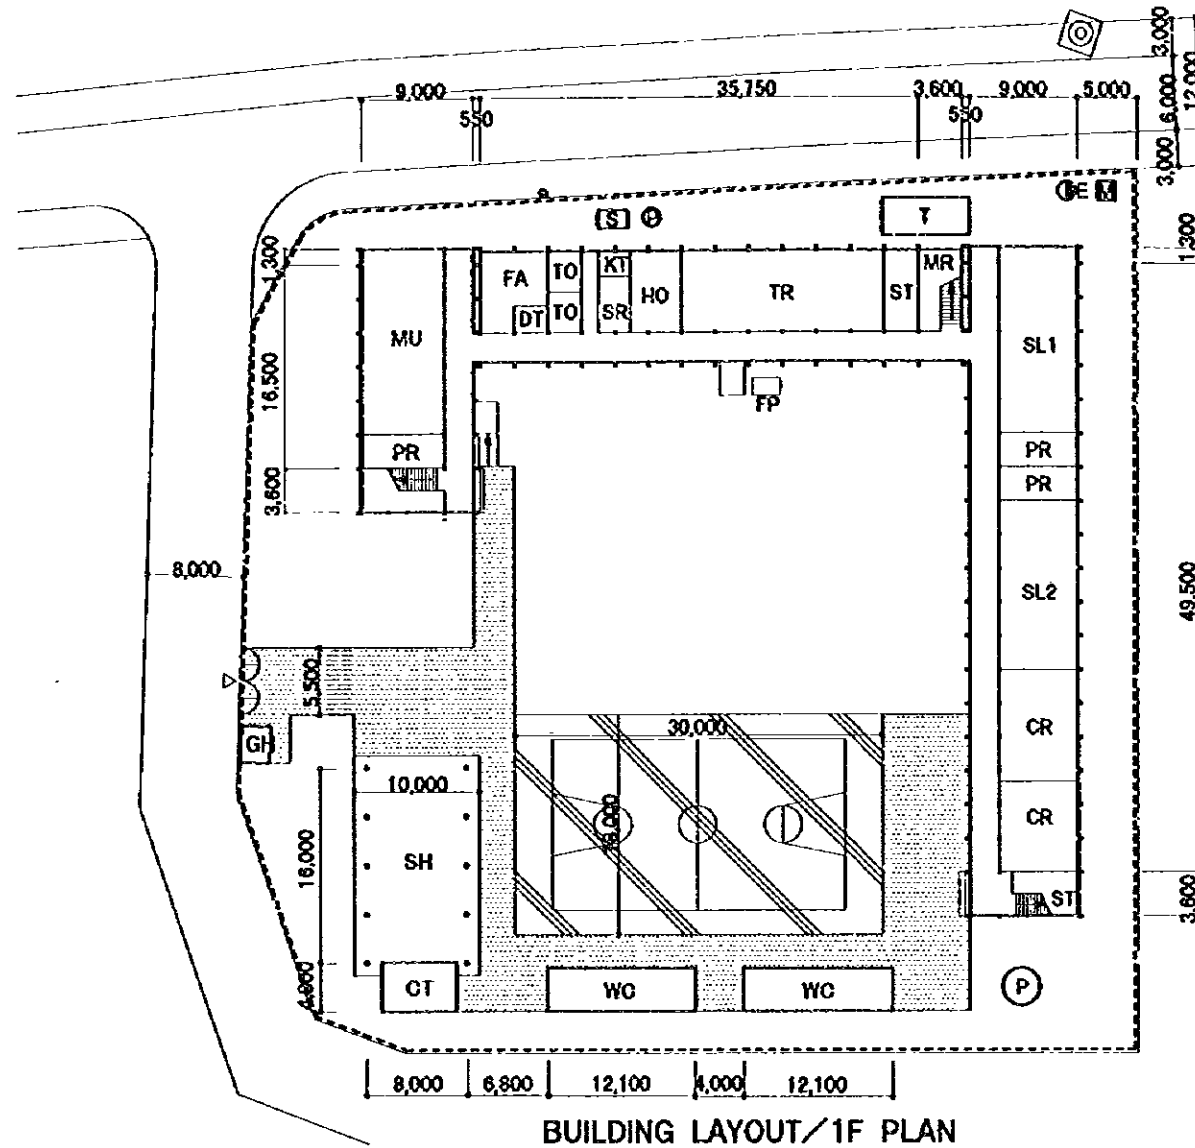 3,000
12,000
9,000 35,750 3,600 9,000 5,000
550 550
6,000
3,000
E M
S H T
1,300 1,300
FA TO KT HO TR ST MR
DT TO SR
MU SL1
16,500
FP
PR PR
PR
3,600
8,000 SL2 49,500
5,500
30,000
GH CR
10,000
18,000 CR
16,000 SH
ST 3,600
4,000 CT WC WC P
8,000 6,800 12,100 4,000 12,100
BUILDING LAYOUT/1F PLAN